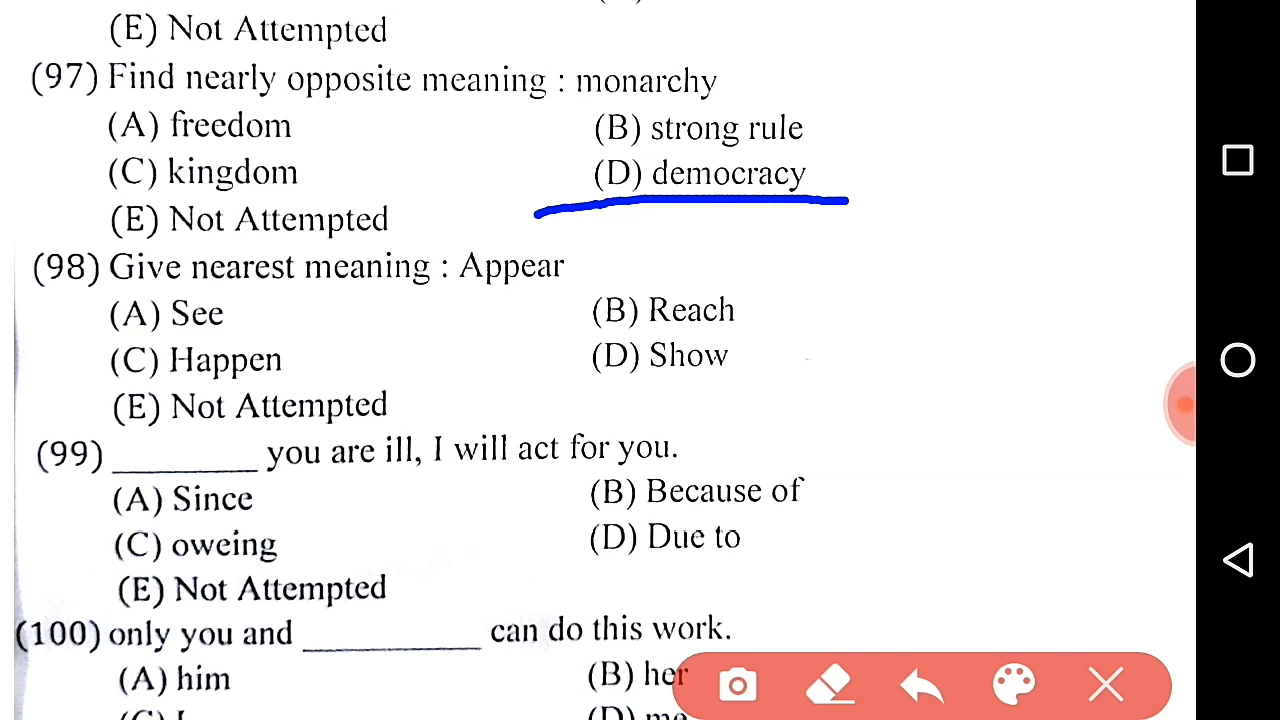 (E) Not Attempted
(97) Find nearly opposite meaning : monarchy
(A) freedom (B) strong rule
(C) kingdom (D) democracy
(E) Not Attempted
(98) Give nearest meaning : Appear
(A) See (B) Reach
(C) Happen (D) Show
(E) Not Attempted
(99) ________ you are ill, I will act for you.
(A) Since (B) Because of
(C) oweing (D) Due to
(E) Not Attempted
(100) only you and __________ can do this work.
(A) him (B) her
(C) I (D) me